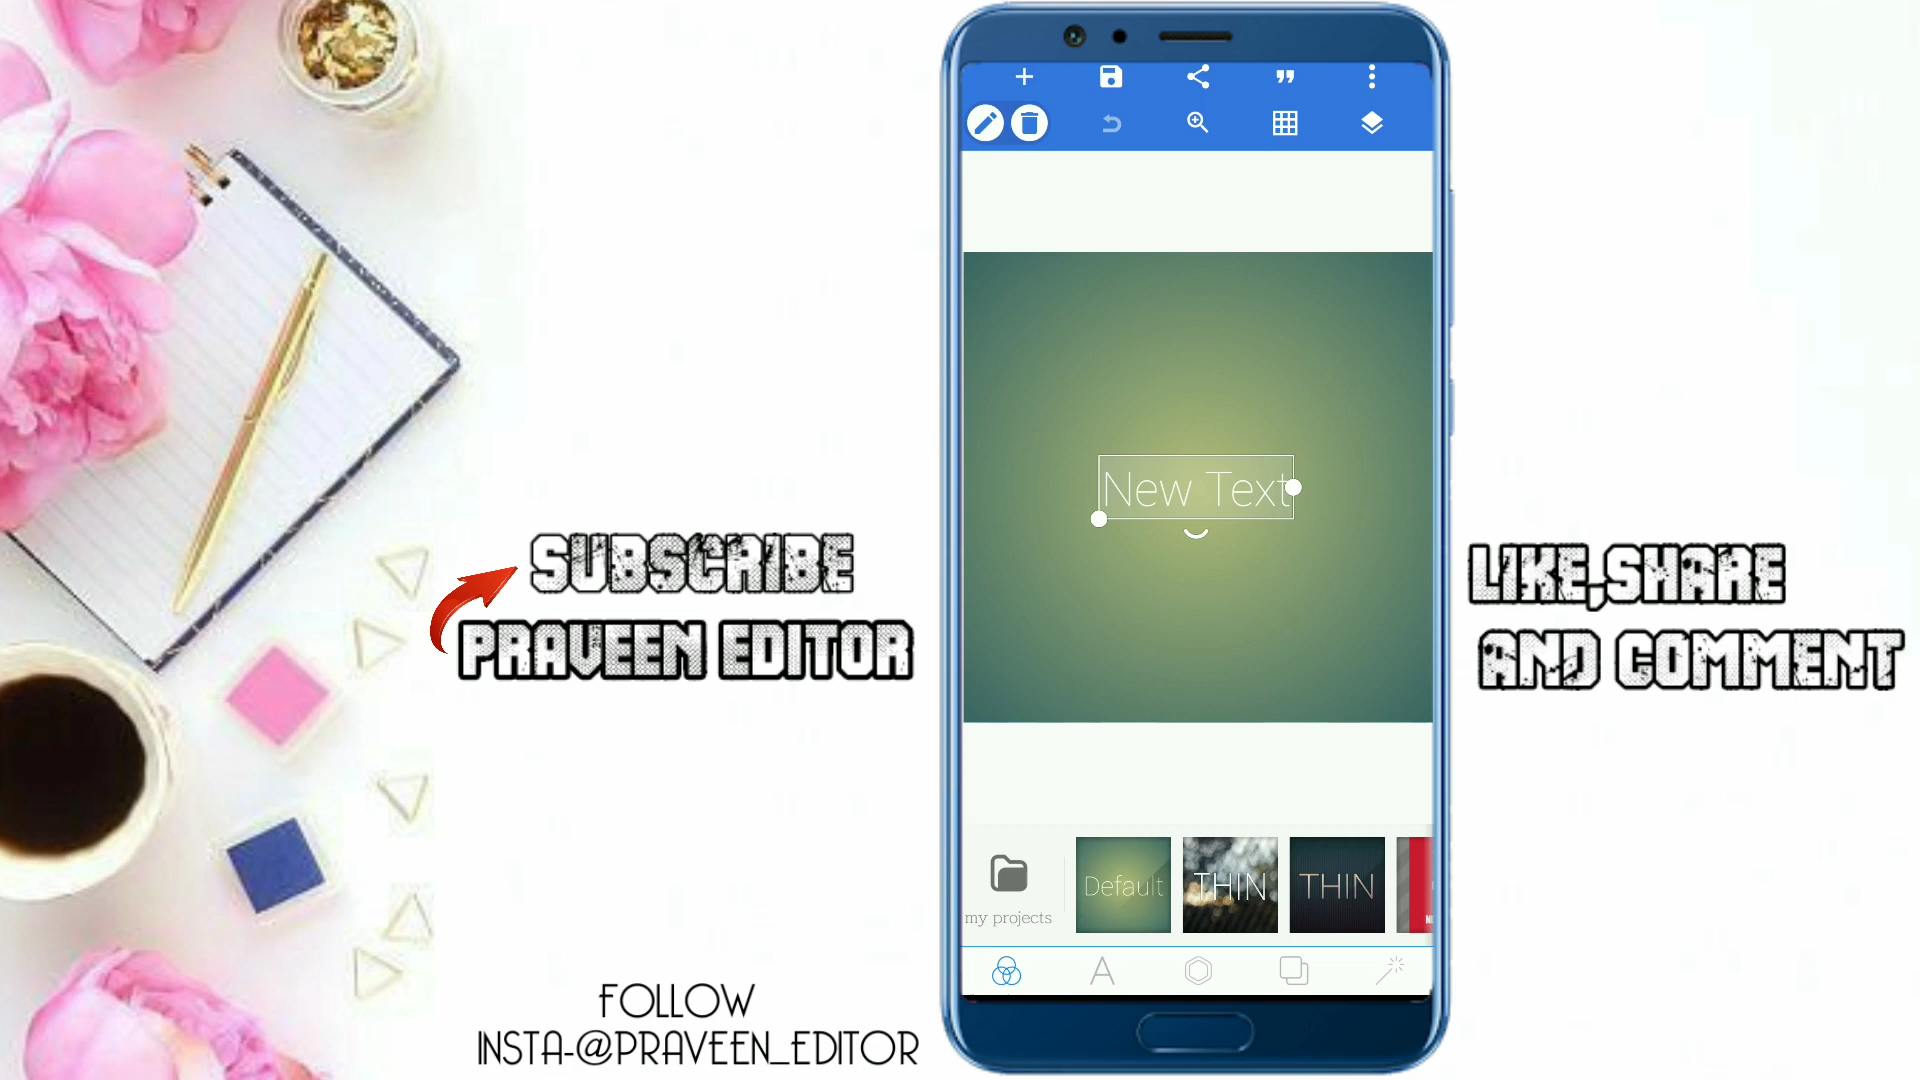 SUBSCRIBE
PRAVEEN EDITOR
FOLLOW
INSTA-@PRAVEEN_EDITOR
New Text
my projects
Default
THIN
THIN
LIKE,SHARE
AND COMMENT